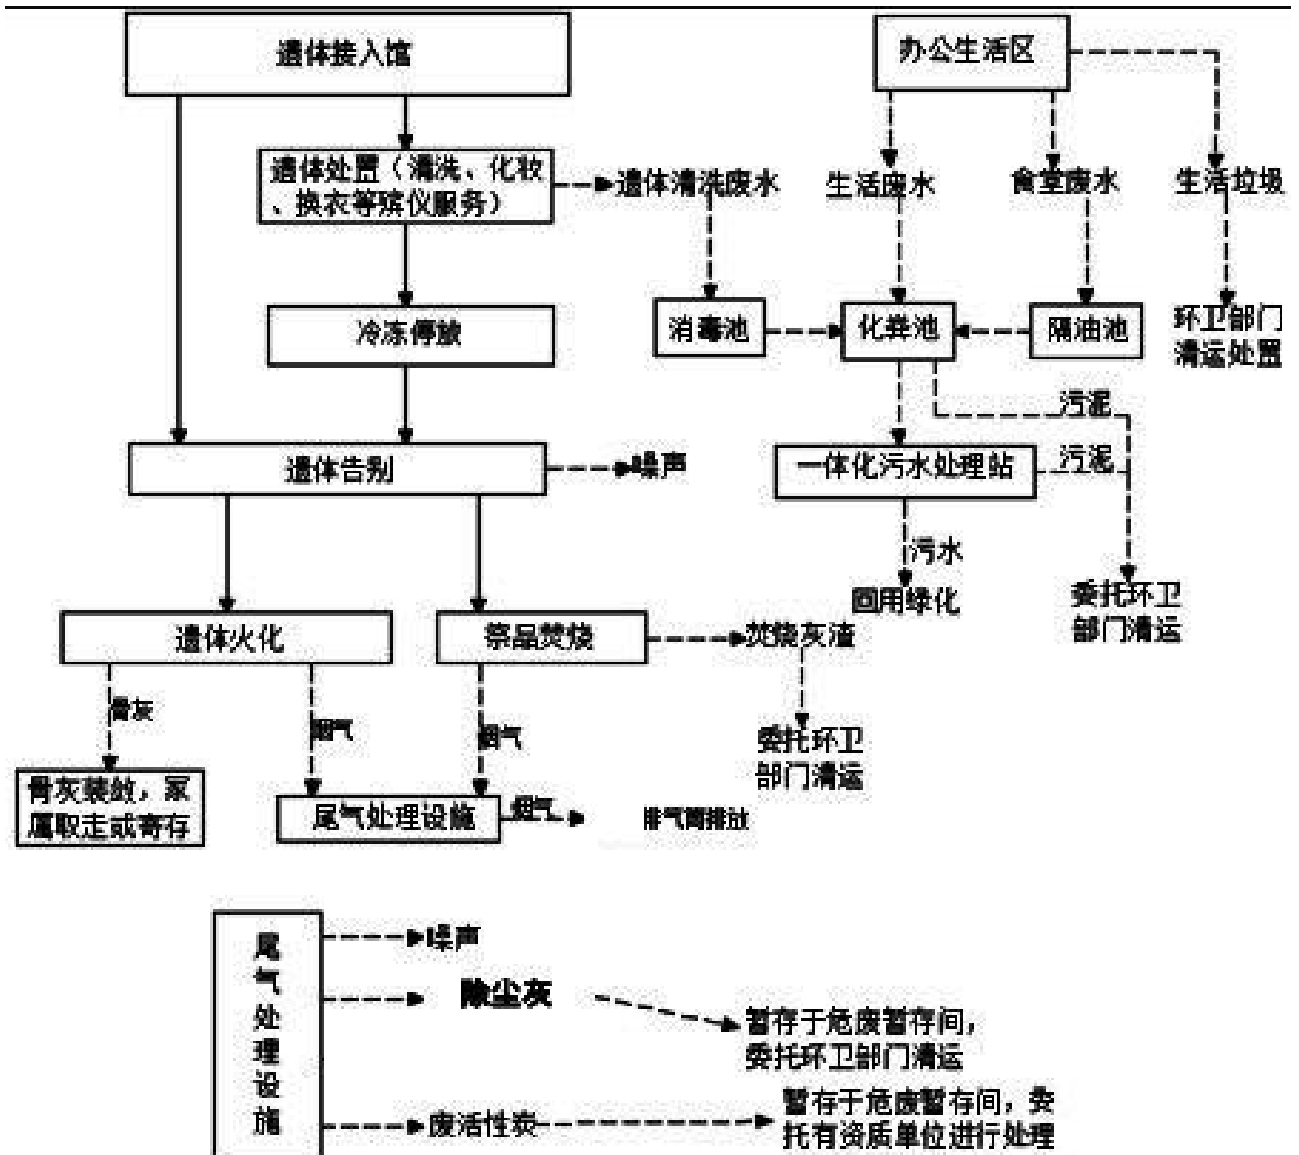 遗体接入馆
办公生活区
遗体处置（清洗、化妆
、换衣等殡仪服务）
遗体清洗废水
生活废水
食堂废水
生活垃圾
冷冻停放
消毒池
化粪池
隔油池
环卫部门
清运处置
污泥
遗体告别
噪声
一体化污水处理站
污泥
污水
回用绿化
委托环卫
部门清运
遗体火化
祭品焚烧
焚烧灰渣
骨灰
烟气
烟气
委托环卫
部门清运
骨灰装敛，家
属取走或寄存
尾气处理设施
烟气
排气筒排放
尾气处理设施
噪声
除尘灰
暂存于危废暂存间，
委托环卫部门清运
废活性炭
暂存于危废暂存间，委
托有资质单位进行处理